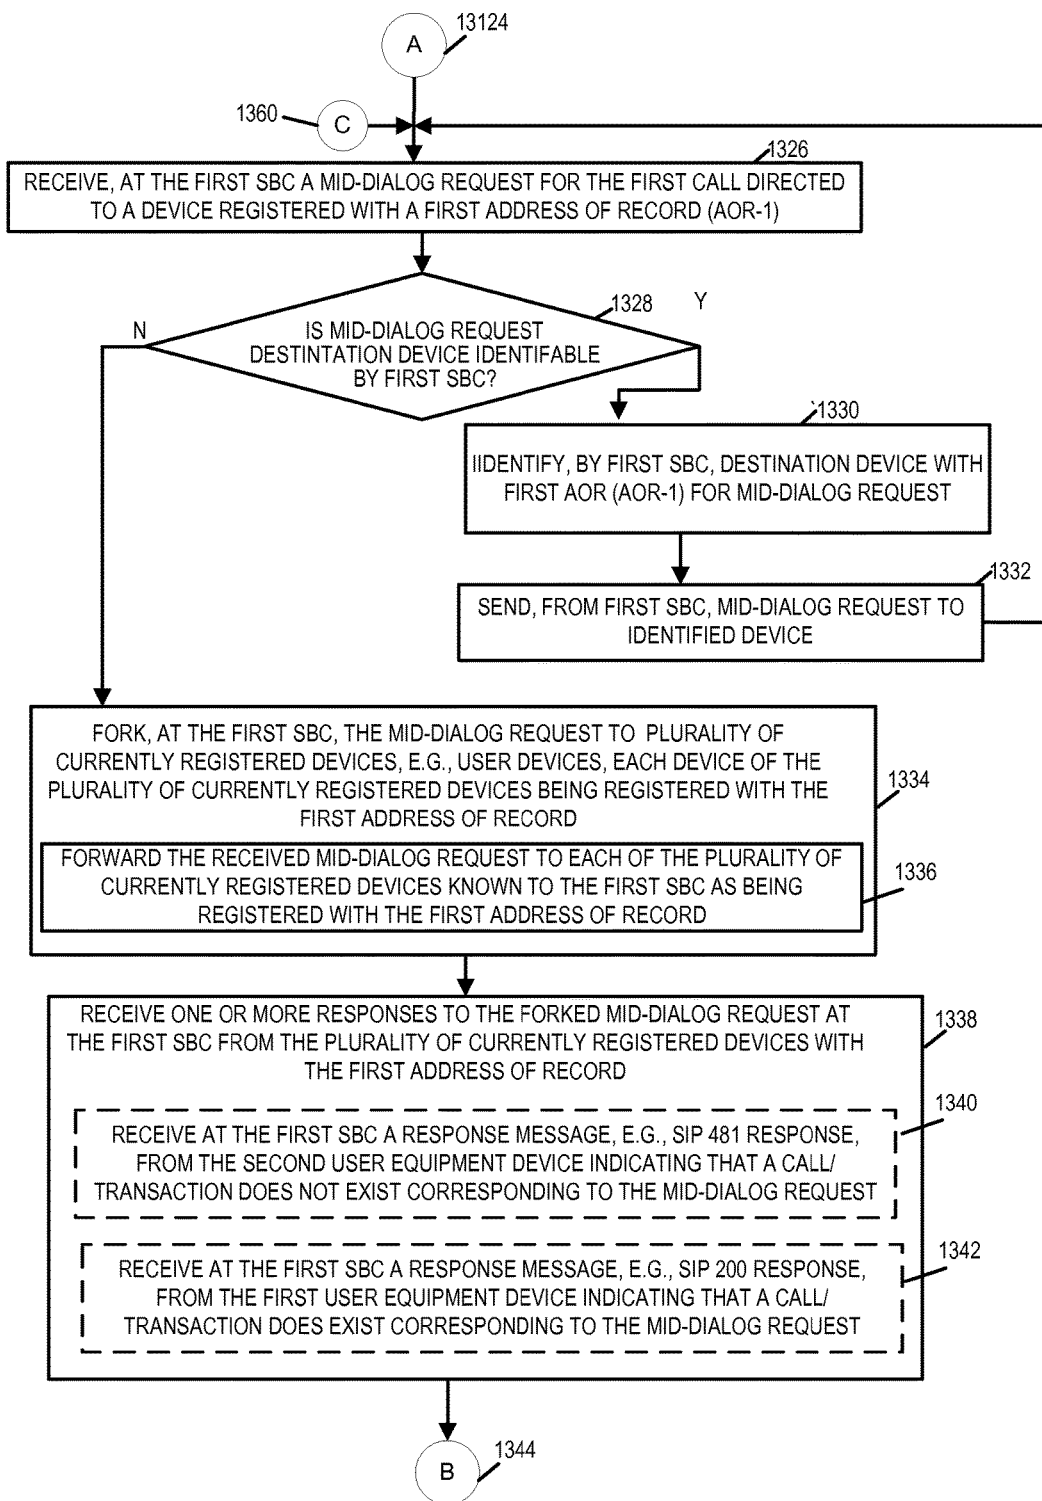 A
13124
1360
C
1326
RECEIVE, AT THE FIRST SBC A MID-DIALOG REQUEST FOR THE FIRST CALL DIRECTED
TO A DEVICE REGISTERED WITH A FIRST ADDRESS OF RECORD (AOR-1)
N
1328
Y
IS MID-DIALOG REQUEST
DESTINTATION DEVICE IDENTIFABLE
BY FIRST SBC?
1330
IIDENTIFY, BY FIRST SBC, DESTINATION DEVICE WITH
FIRST AOR (AOR-1) FOR MID-DIALOG REQUEST
1332
SEND, FROM FIRST SBC, MID-DIALOG REQUEST TO
IDENTIFIED DEVICE
FORK, AT THE FIRST SBC, THE MID-DIALOG REQUEST TO PLURALITY OF
CURRENTLY REGISTERED DEVICES, E.G., USER DEVICES, EACH DEVICE OF THE
PLURALITY OF CURRENTLY REGISTERED DEVICES BEING REGISTERED WITH THE
FIRST ADDRESS OF RECORD
1334
FORWARD THE RECEIVED MID-DIALOG REQUEST TO EACH OF THE PLURALITY OF
CURRENTLY REGISTERED DEVICES KNOWN TO THE FIRST SBC AS BEING
REGISTERED WITH THE FIRST ADDRESS OF RECORD
1336
RECEIVE ONE OR MORE RESPONSES TO THE FORKED MID-DIALOG REQUEST AT
THE FIRST SBC FROM THE PLURALITY OF CURRENTLY REGISTERED DEVICES WITH
THE FIRST ADDRESS OF RECORD
1338
1340
RECEIVE AT THE FIRST SBC A RESPONSE MESSAGE, E.G., SIP 481 RESPONSE,
FROM THE SECOND USER EQUIPMENT DEVICE INDICATING THAT A CALL/
TRANSACTION DOES NOT EXIST CORRESPONDING TO THE MID-DIALOG REQUEST
1342
RECEIVE AT THE FIRST SBC A RESPONSE MESSAGE, E.G., SIP 200 RESPONSE,
FROM THE FIRST USER EQUIPMENT DEVICE INDICATING THAT A CALL/
TRANSACTION DOES EXIST CORRESPONDING TO THE MID-DIALOG REQUEST
B
1344